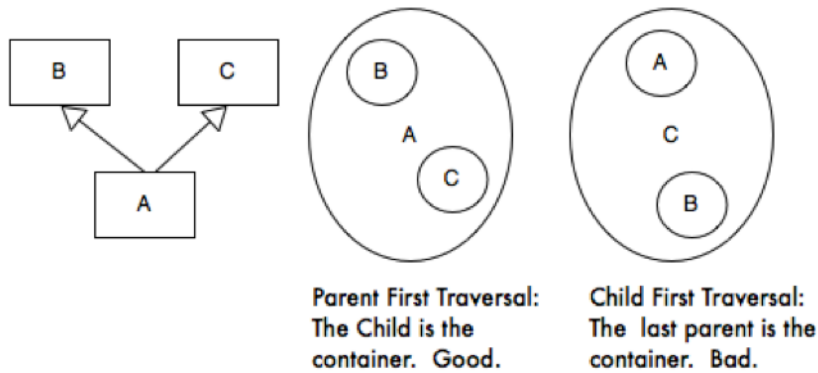 B
C
A
B
A
C
A
C
B
Parent First Traversal:
The Child is the
container. Good.
Child First Traversal:
The last parent is the
container. Bad.